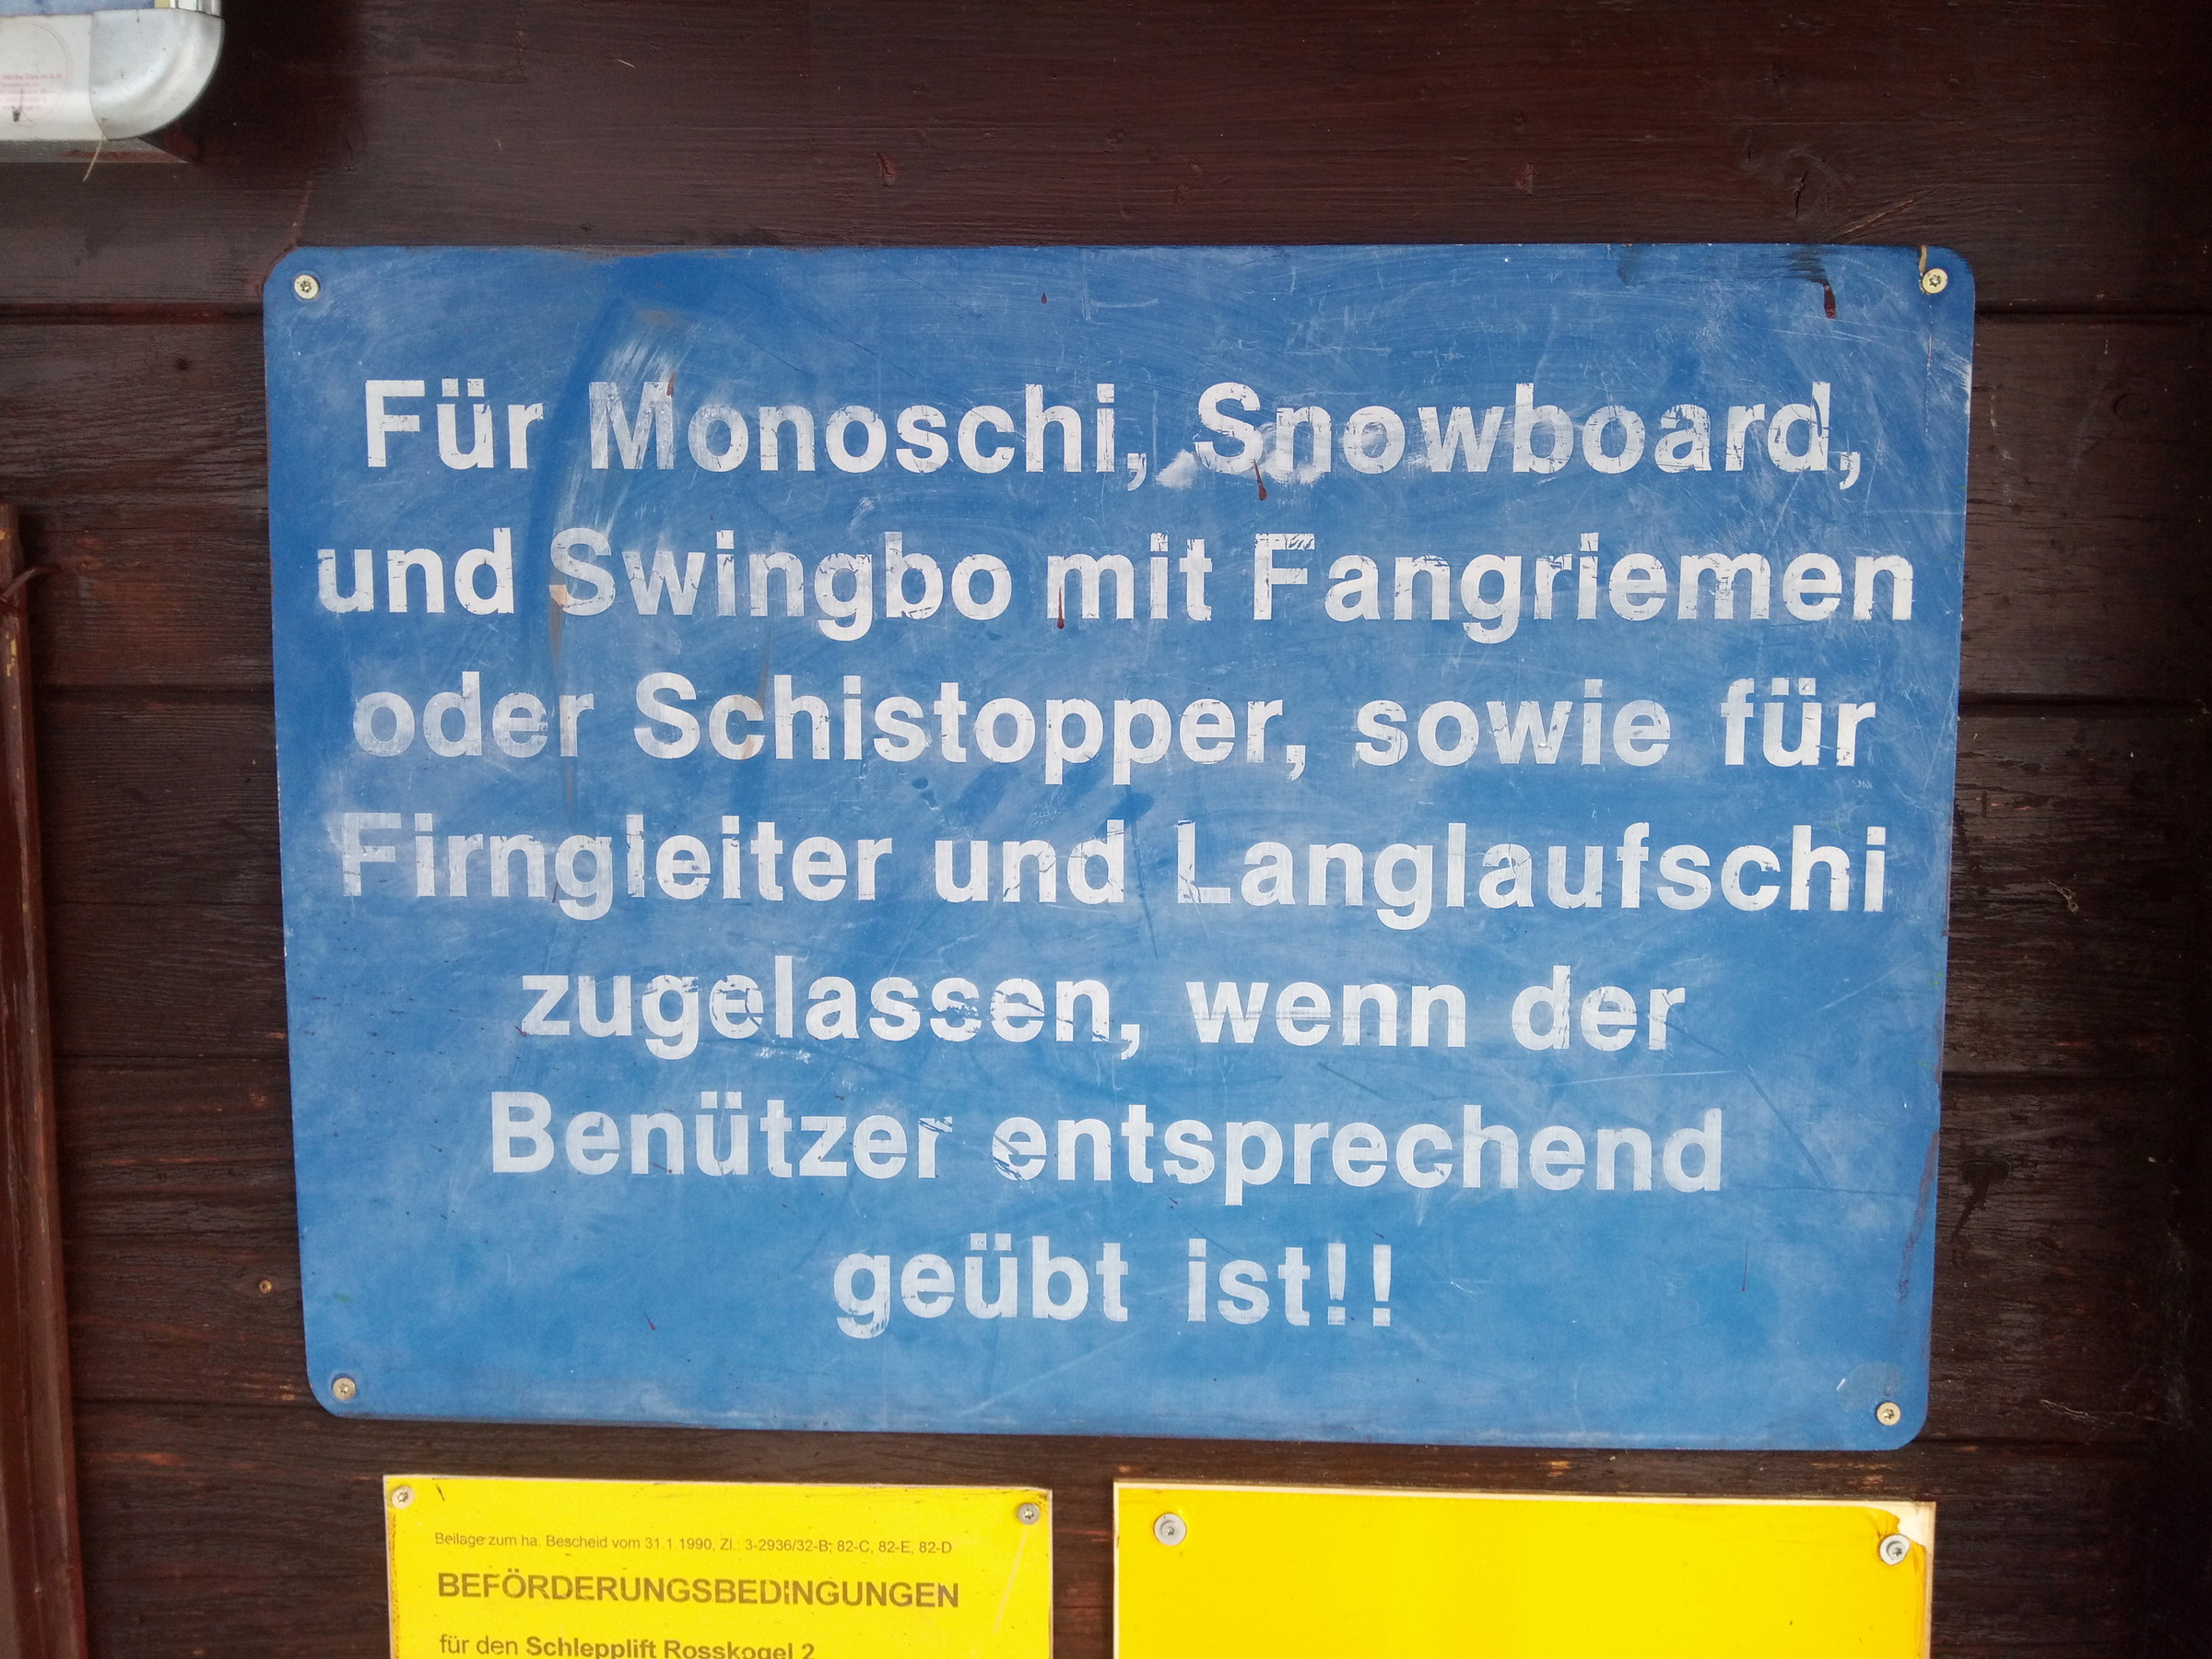 Für Monoschi, Snowboard,
und Swingbo mit Fangriemen
oder Schistopper, sowie für
Firngleiter und Langlaufschi
zugelassen, wenn der
Benützer entsprechend
geübt ist!!
Beilage zum ha. Bescheid vom 31.1.1990, Zl.: 3-2936/32-B; 82-C, 82-E, 82-D
BEFÖRDERUNGSBEDINGUNGEN
für den Schlepplift Rosskogel 2